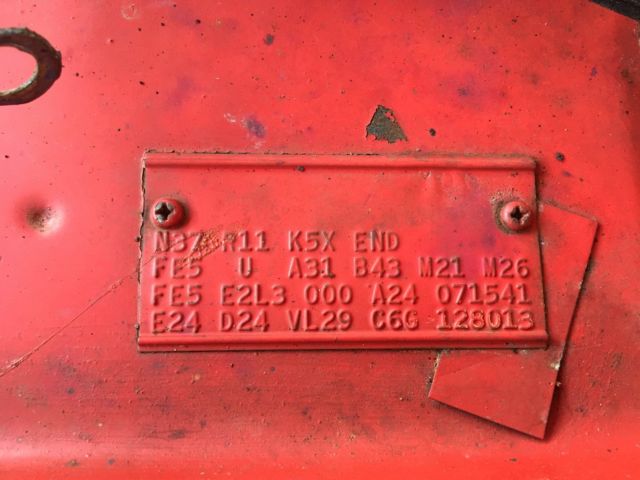 N37 R11 K5X END
FE5 U A31 B43 M21 M26
FE5 E2L3 000 A24 071541
E24 D24 VL29 C6G 128013